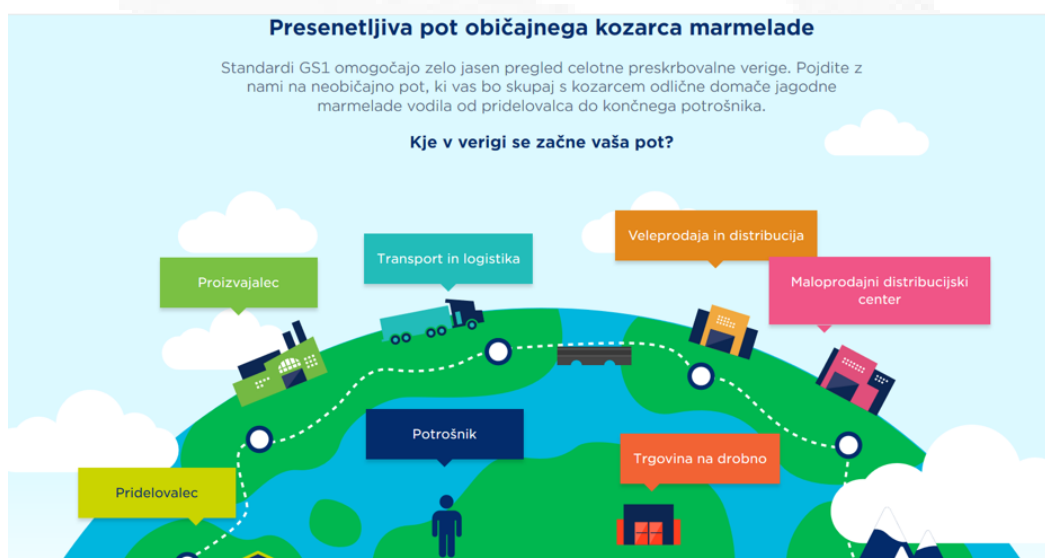 Presenetljiva pot običajnega kozarca marmelade
Standardi GS1 omogočajo zelo jasen pregled celotne preskrbovalne verige. Pojdite z
nami na neobičajno pot, ki vas bo skupaj s kozarcem odlične domače jagodne
marmelade vodila od pridelovalca do končnega potrošnika.
Kje v verigi se začne vaša pot?
Veleprodaja in distribucija
Transport in logistika
Proizvajalec
Maloprodajni distribucijski
center
Potrošnik
Trgovina na drobno
Pridelovalec